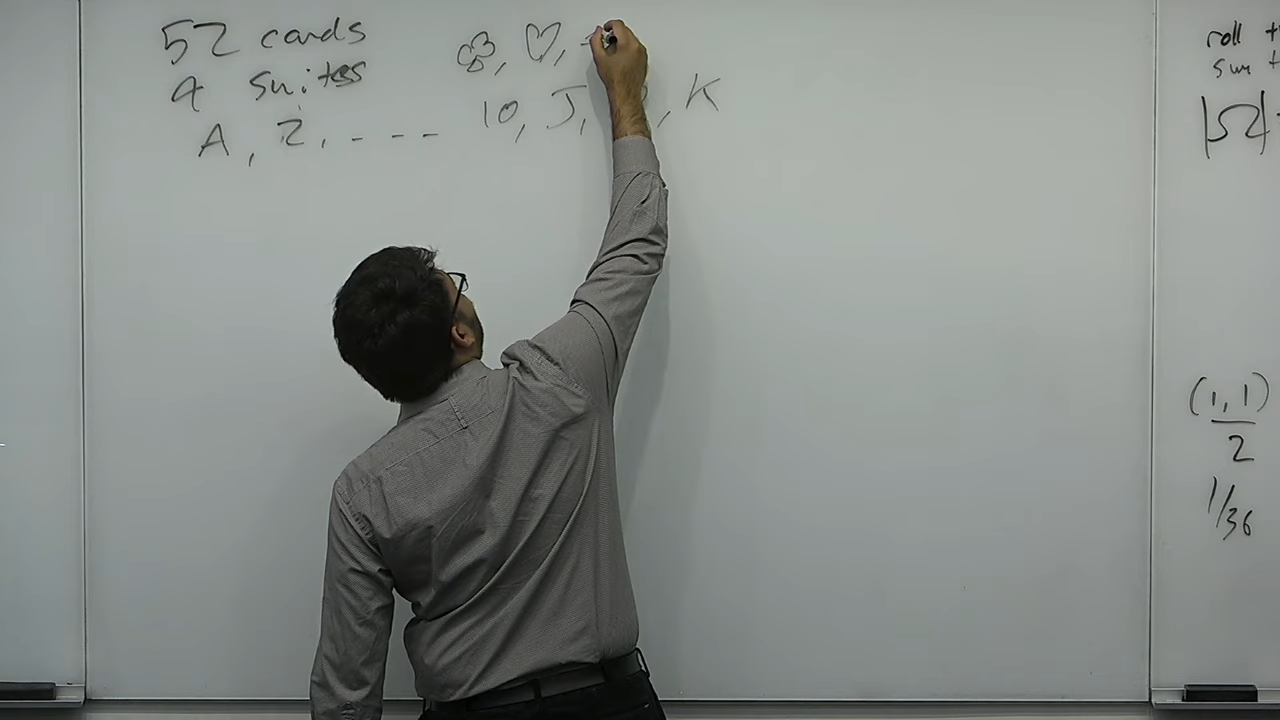 52 cards
4 suites
♣, ♡,
A, 2, - - - - 10, J, , K
roll
sum
|52|
(1, 1)
2
1/36